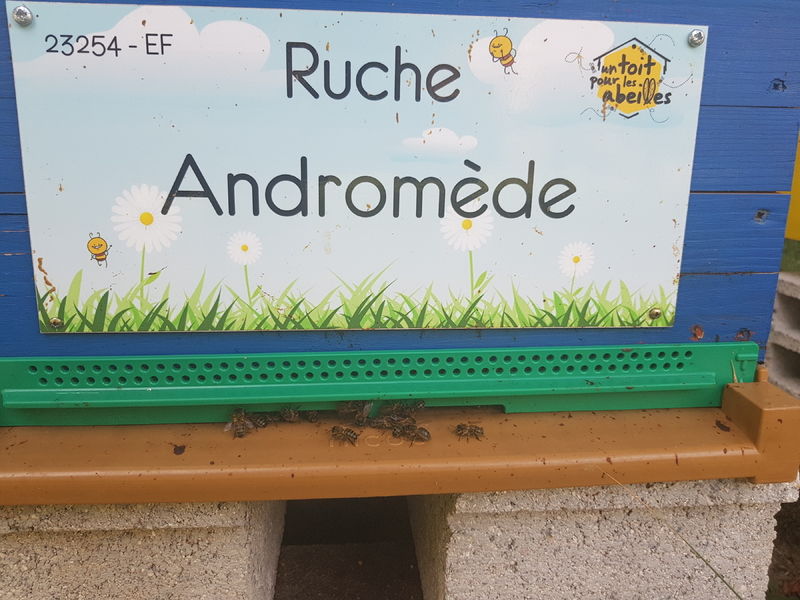 23254 - EF
Ruche
Andromède
un toit
pour les
abeilles